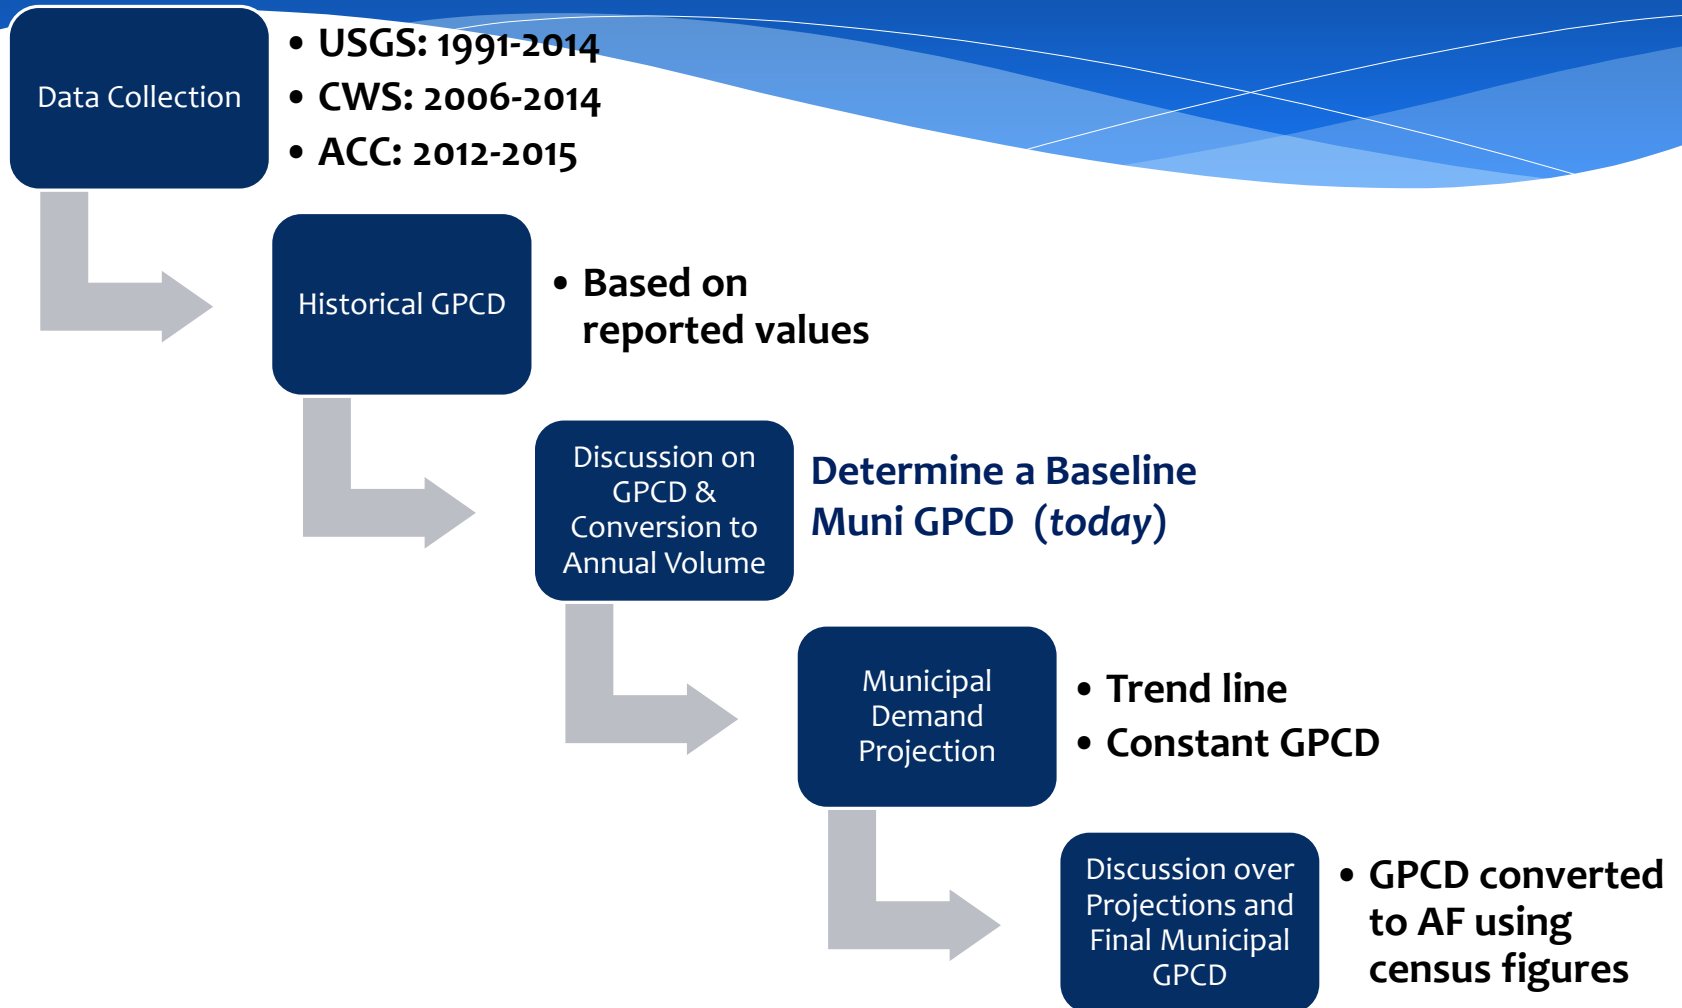 Data Collection
• USGS: 1991-2014
• CWS: 2006-2014
• ACC: 2012-2015
Historical GPCD
• Based on
reported values
Discussion on
GPCD &
Conversion to
Annual Volume
Determine a Baseline
Muni GPCD (today)
Municipal
Demand
Projection
• Trend line
• Constant GPCD
Discussion over
Projections and
Final Municipal
GPCD
• GPCD converted
to AF using
census figures